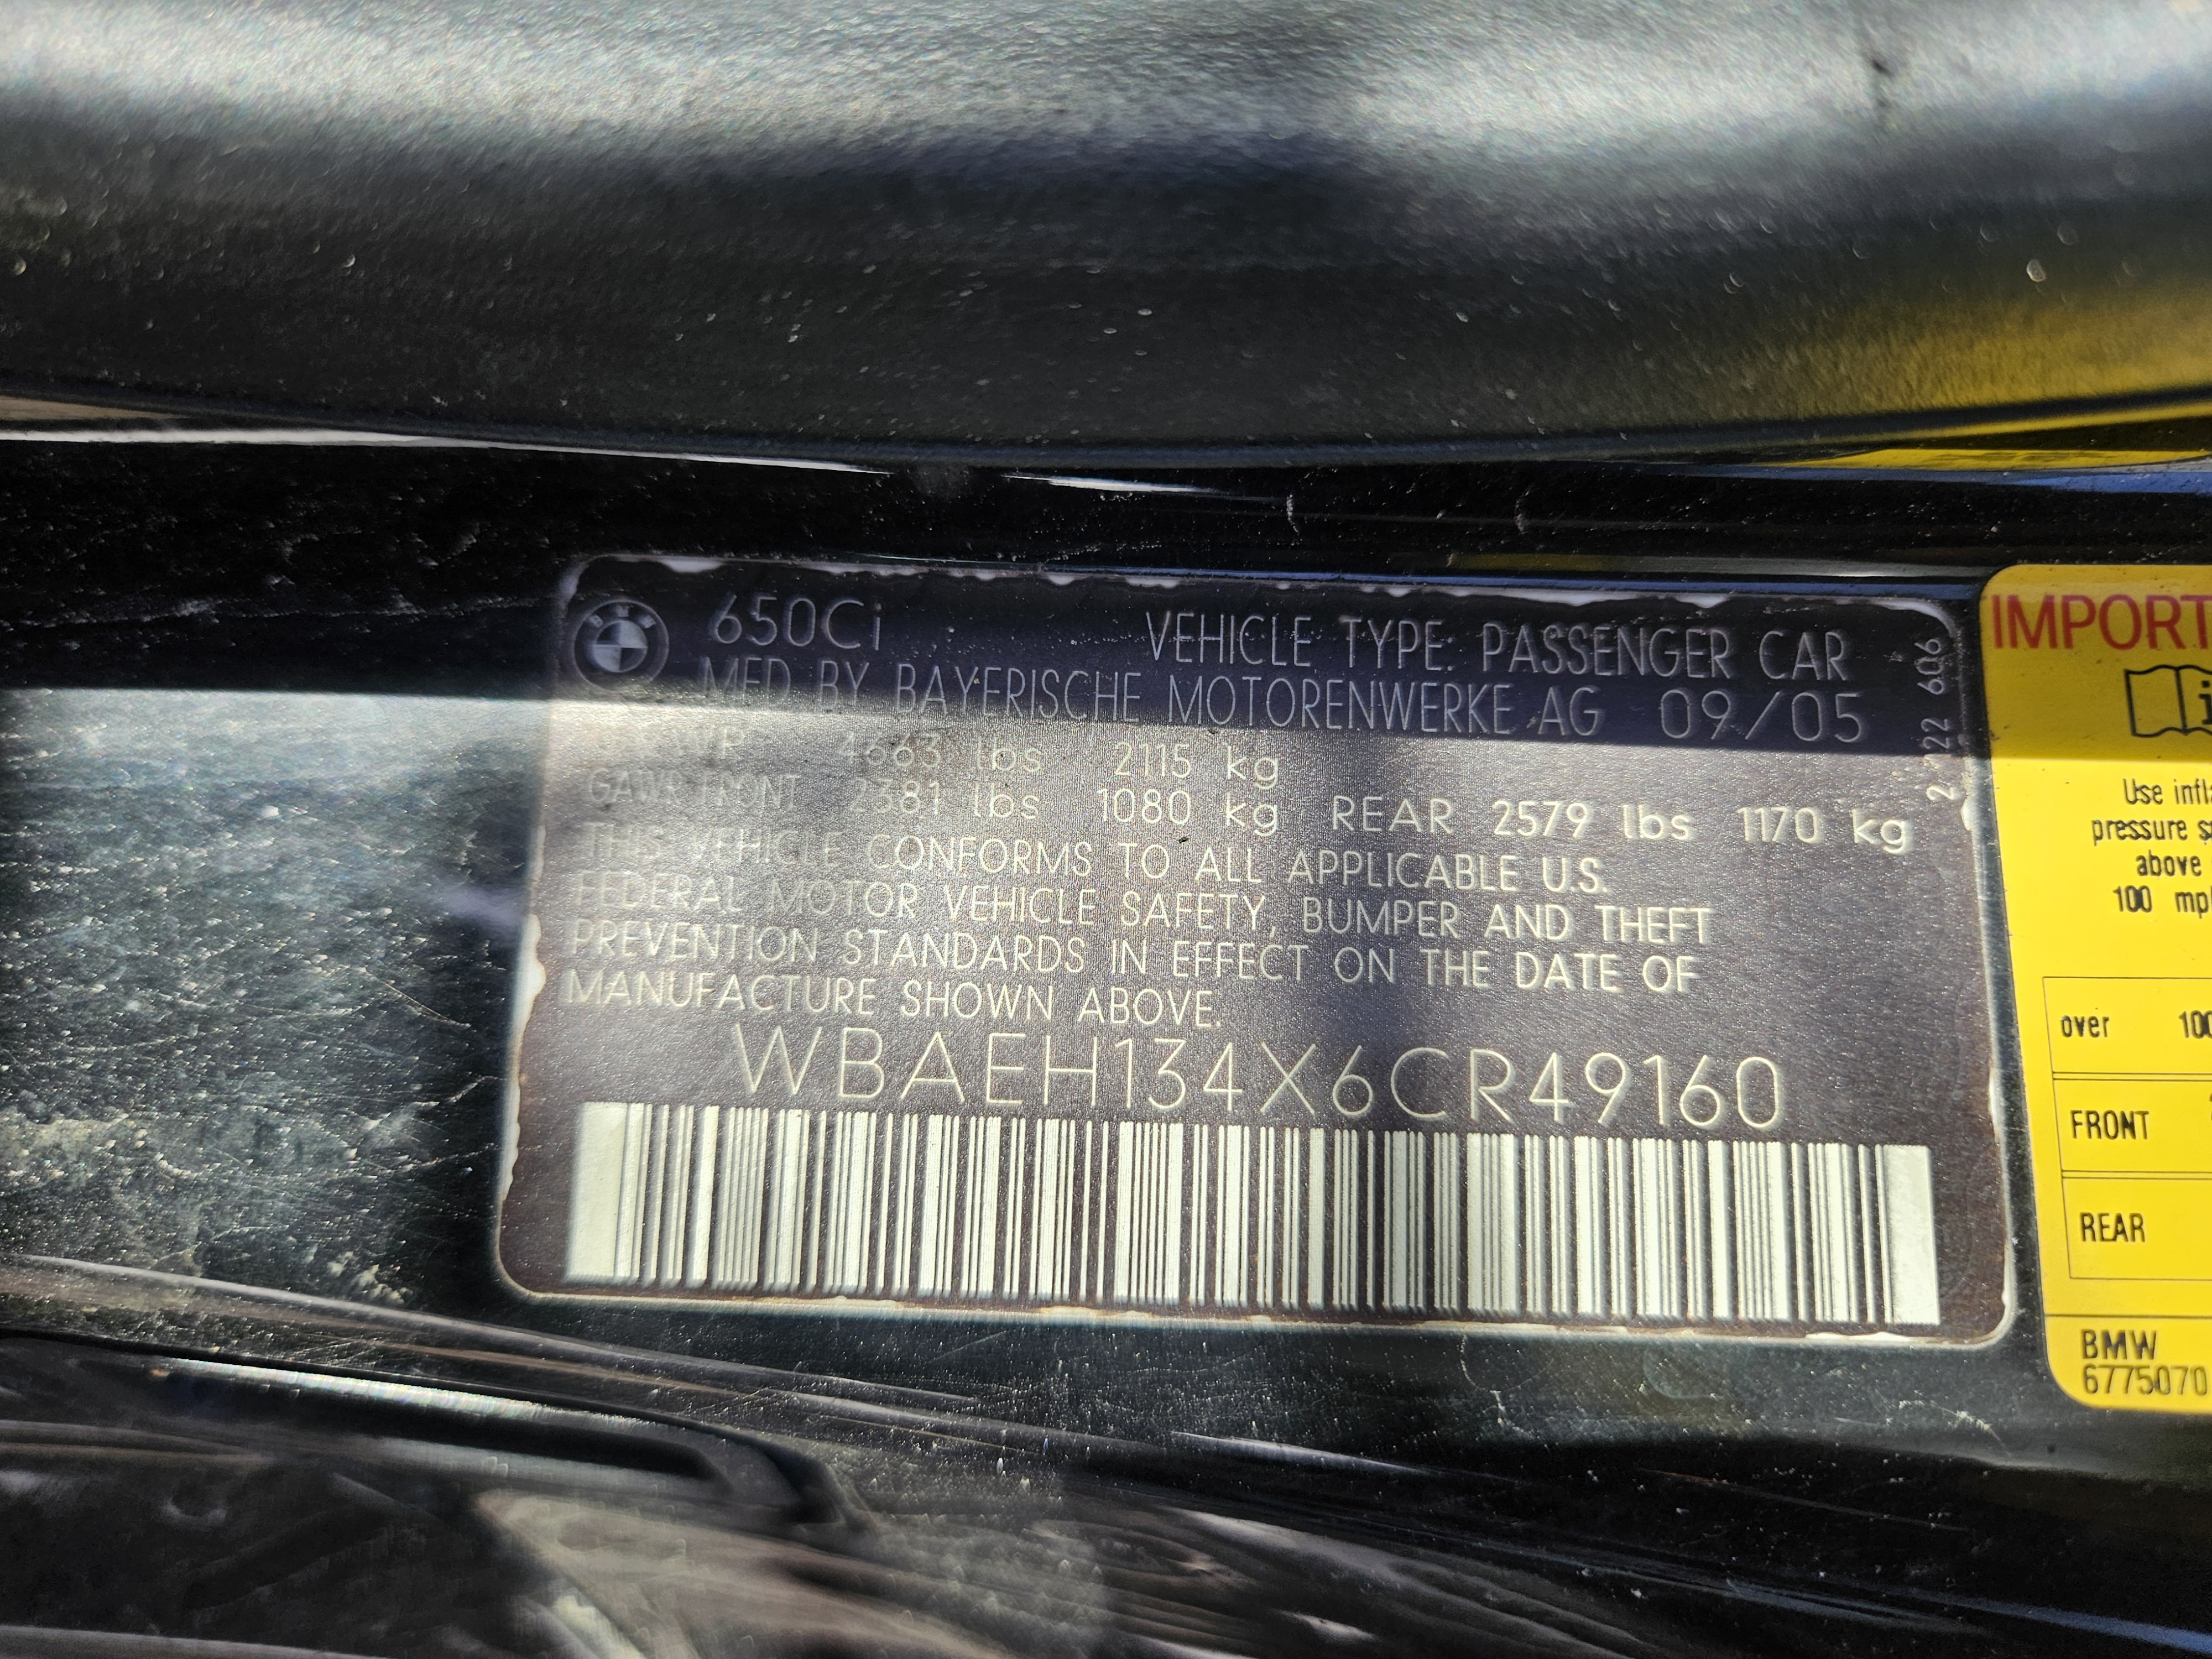 650Ci
VEHICLE TYPE: PASSENGER CAR
MFD BY BAYERISCHE MOTORENWERKE AG 09/05
4663 lbs 2115 kg
GAWR FRONT 2381 lbs 1080 kg REAR 2579 lbs 1170 kg
THIS VEHICLE CONFORMS TO ALL APPLICABLE U.S.
FEDERAL MOTOR VEHICLE SAFETY, BUMPER AND THEFT
PREVENTION STANDARDS IN EFFECT ON THE DATE OF
MANUFACTURE SHOWN ABOVE.
WBAEH134X6CR49160
IMPORT
Use infl
pressure
above
100 mp
over 100
FRONT
REAR
BMW
6775070